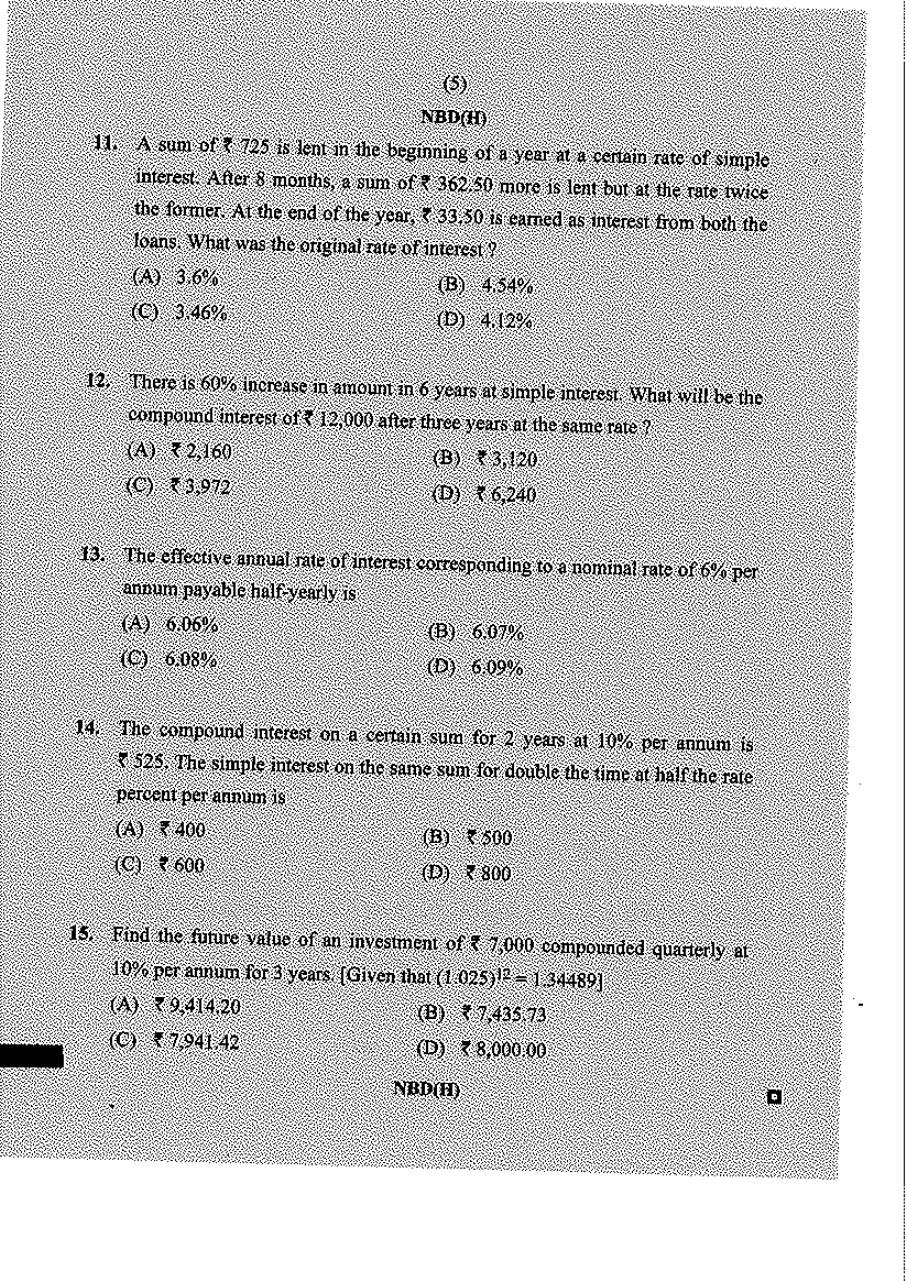 (5)
NBD(H)
11. A sum of ₹ 725 is lent in the beginning of a year at a certain rate of simple
interest. After 8 months, a sum of ₹ 362.50 more is lent but at the rate twice
the former. At the end of the year, ₹ 33.50 is earned as interest from both the
loans. What was the original rate of interest ?
(A) 3.6% (B) 4.54%
(C) 3.46% (D) 4.12%
12. There is 60% increase in amount in 6 years at simple interest. What will be the
compound interest of ₹ 12,000 after three years at the same rate ?
(A) ₹ 2,160 (B) ₹ 3,120
(C) ₹ 3,972 (D) ₹ 6,240
13. The effective annual rate of interest corresponding to a nominal rate of 6% per
annum payable half-yearly is
(A) 6.06% (B) 6.07%
(C) 6.08% (D) 6.09%
14. The compound interest on a certain sum for 2 years at 10% per annum is
₹ 525. The simple interest on the same sum for double the time at half the rate
percent per annum is
(A) ₹ 400 (B) ₹ 500
(C) ₹ 600 (D) ₹ 800
15. Find the future value of an investment of ₹ 7,000 compounded quarterly at
10% per annum for 3 years. [Given that (1.025)¹² = 1.34489]
(A) ₹ 9,414.20 (B) ₹ 7,435.73
(C) ₹ 7,941.42 (D) ₹ 8,000.00
NBD(H)